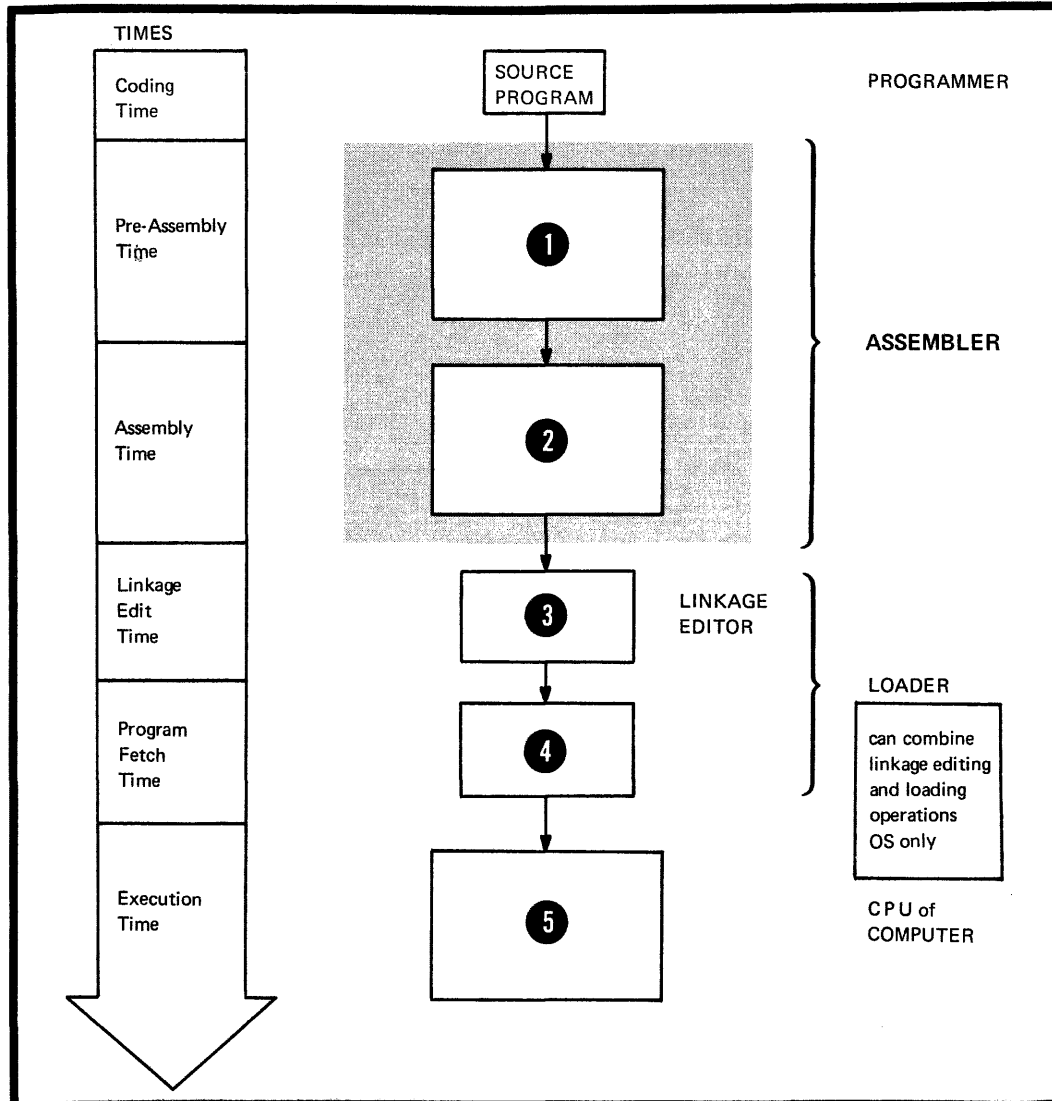 TIMES
Coding
Time
SOURCE
PROGRAM
PROGRAMMER
Pre-Assembly
Time
1
ASSEMBLER
Assembly
Time
2
Linkage
Edit
Time
3
LINKAGE
EDITOR
LOADER
can combine
linkage editing
and loading
operations
OS only
Program
Fetch
Time
4
Execution
Time
5
CPU of
COMPUTER